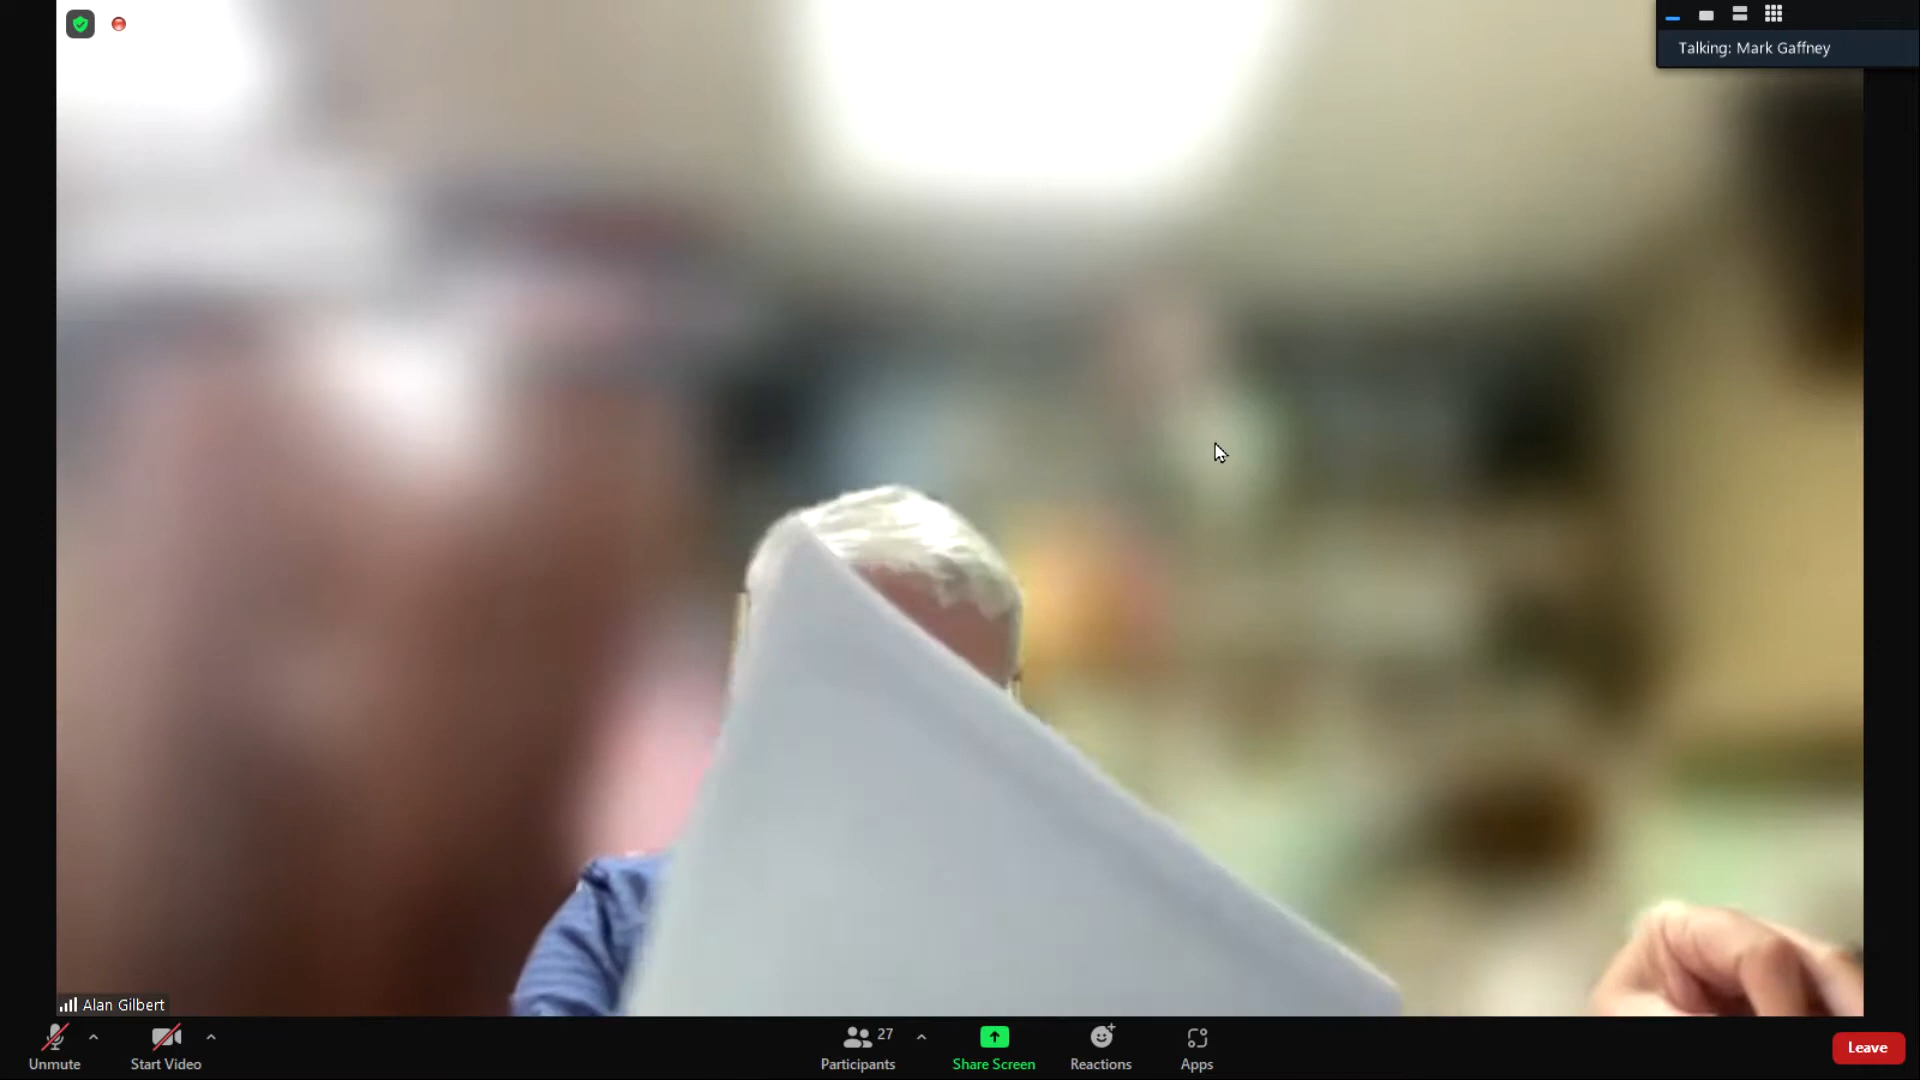 Talking: Mark Gaffney
Alan Gilbert
Unmute
Start Video
27
Participants
Share Screen
Reactions
Apps
Leave